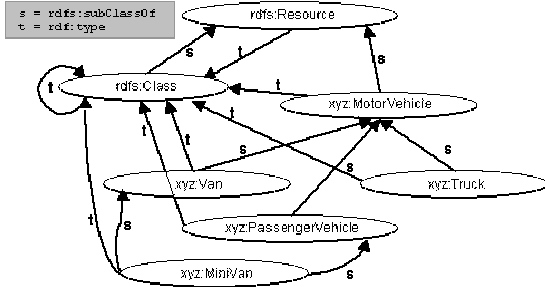 s = rdfs:subClassOf
t = rdf:type
rdfs:Resource
s
t
t
rdfs:Class
t
s
xyz:MotorVehicle
t
t
t
s
s
s
xyz:Van
xyz:Truck
t
s
xyz:PassengerVehicle
xyz:MiniVan
s